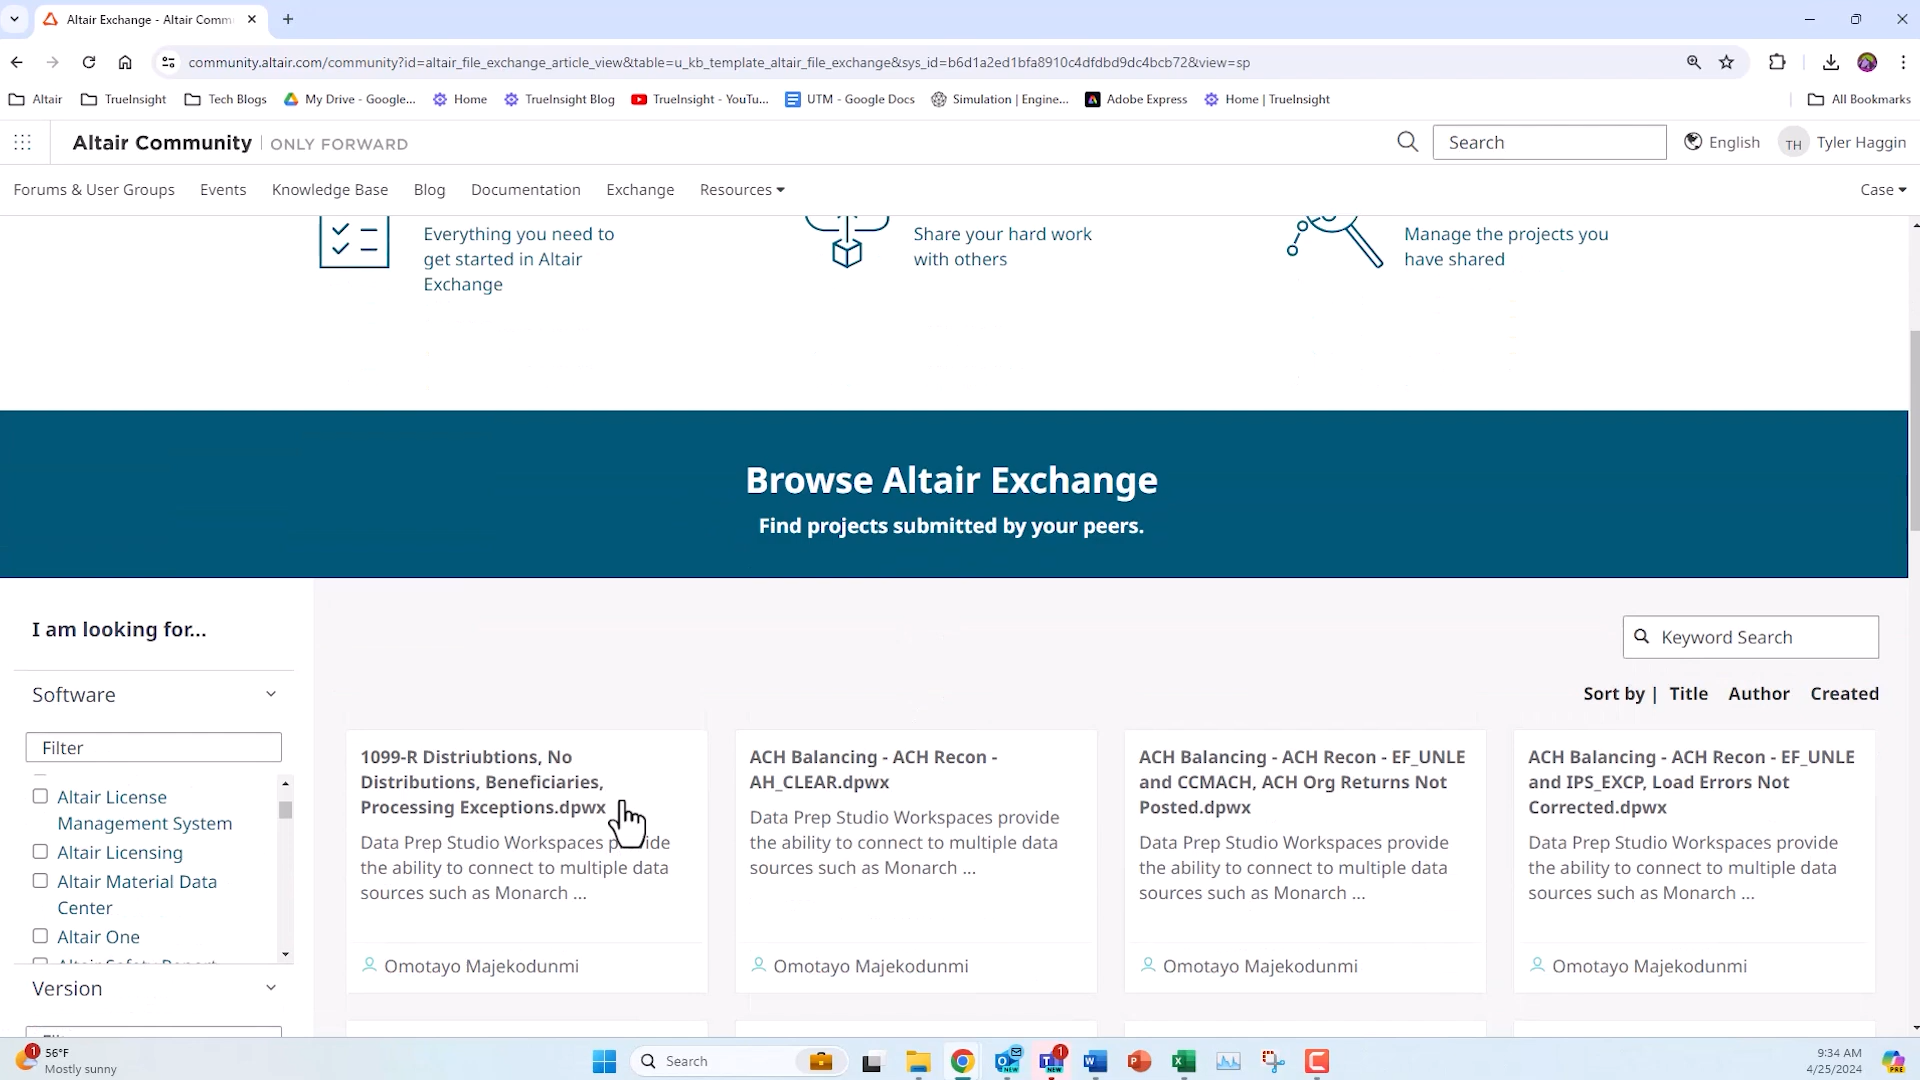 Altair Exchange - Altair Comm
community.altair.com/community?id=altair_file_exchange_article_view&table=u_kb_template_altair_file_exchange&sys_id=b6d1a2ed1bfa8910c4dfdbd9dc4bcb72&view=sp
Altair TrueInsight Tech Blogs My Drive - Google... Home TrueInsight Blog TrueInsight - YouTu... UTM - Google Docs Simulation | Engine... Adobe Express Home | TrueInsight All Bookmarks
Altair Community | ONLY FORWARD Search English TH Tyler Haggin
Forums & User Groups Events Knowledge Base Blog Documentation Exchange Resources Case
Everything you need to
get started in Altair
Exchange
Share your hard work
with others
Manage the projects you
have shared
Browse Altair Exchange
Find projects submitted by your peers.
I am looking for...
Software
Filter
Altair License
Management System
Altair Licensing
Altair Material Data
Center
Altair One
Version
Keyword Search
Sort by | Title Author Created
1099-R Distriubtions, No
Distributions, Beneficiaries,
Processing Exceptions.dpwx
Data Prep Studio Workspaces provide
the ability to connect to multiple data
sources such as Monarch ...
Omotayo Majekodunmi
ACH Balancing - ACH Recon -
AH_CLEAR.dpwx
Data Prep Studio Workspaces provide
the ability to connect to multiple data
sources such as Monarch ...
Omotayo Majekodunmi
ACH Balancing - ACH Recon - EF_UNLE
and CCMACH, ACH Org Returns Not
Posted.dpwx
Data Prep Studio Workspaces provide
the ability to connect to multiple data
sources such as Monarch ...
Omotayo Majekodunmi
ACH Balancing - ACH Recon - EF_UNLE
and IPS_EXCP, Load Errors Not
Corrected.dpwx
Data Prep Studio Workspaces provide
the ability to connect to multiple data
sources such as Monarch ...
Omotayo Majekodunmi
1
56°F
Mostly sunny
Search
NEW
1
NEW
9:34 AM
4/25/2024
PRE